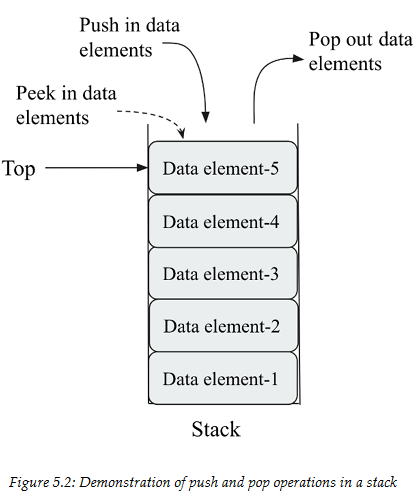 Push in data
elements
Pop out data
elements
Peek in data
elements
Top
Data element-5
Data element-4
Data element-3
Data element-2
Data element-1
Stack
Figure 5.2: Demonstration of push and pop operations in a stack